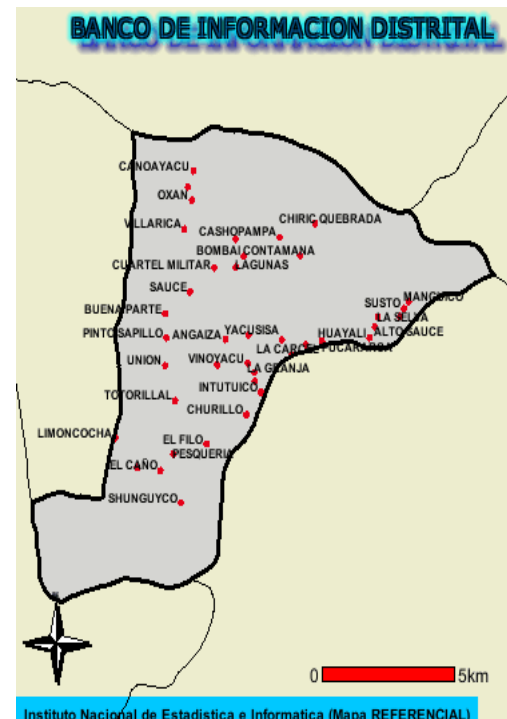 BANCO DE INFORMACION DISTRITAL
CANOAYACU
OXAN
VILLARICA
CHIRIC QUEBRADA
CASHOPAMPA
BOMBAI CONTAMANA
CUARTEL MILITAR
LAGUNAS
SAUCE
MANGUICO
SUSTO
BUENA PARTE
LA SELVA
PINTO SAPILLO
ANGAIZA
YACUSISA
HUAYALI
ALTO SAUCE
LA CARCEL
PUCARARCA
UNION
VINOYACU
LA GRANJA
INTUTUICO
TOTORILLAL
CHURILLO
LIMONCOCHA
EL FILO
PESQUERIA
EL CAÑO
SHUNGUYCO
0
5km
Instituto Nacional de Estadistica e Informatica (Mapa REFERENCIAL)